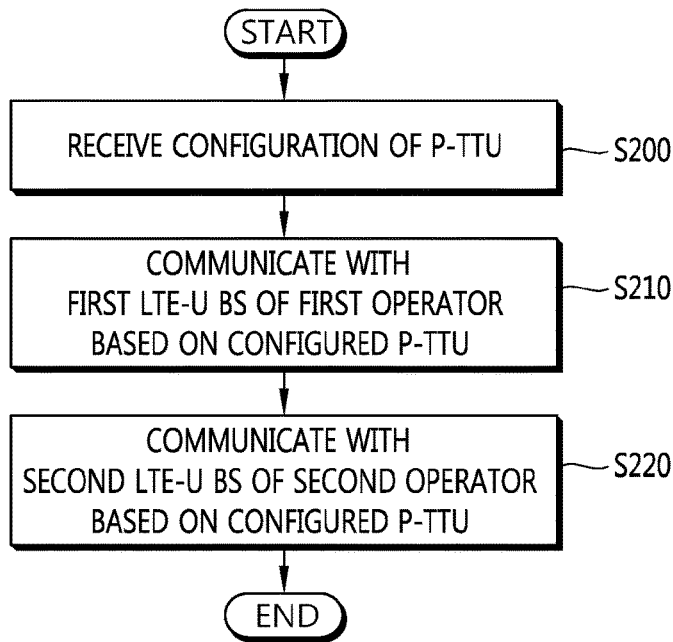 START
RECEIVE CONFIGURATION OF P-TTU
S200
COMMUNICATE WITH
FIRST LTE-U BS OF FIRST OPERATOR
BASED ON CONFIGURED P-TTU
S210
COMMUNICATE WITH
SECOND LTE-U BS OF SECOND OPERATOR
BASED ON CONFIGURED P-TTU
S220
END